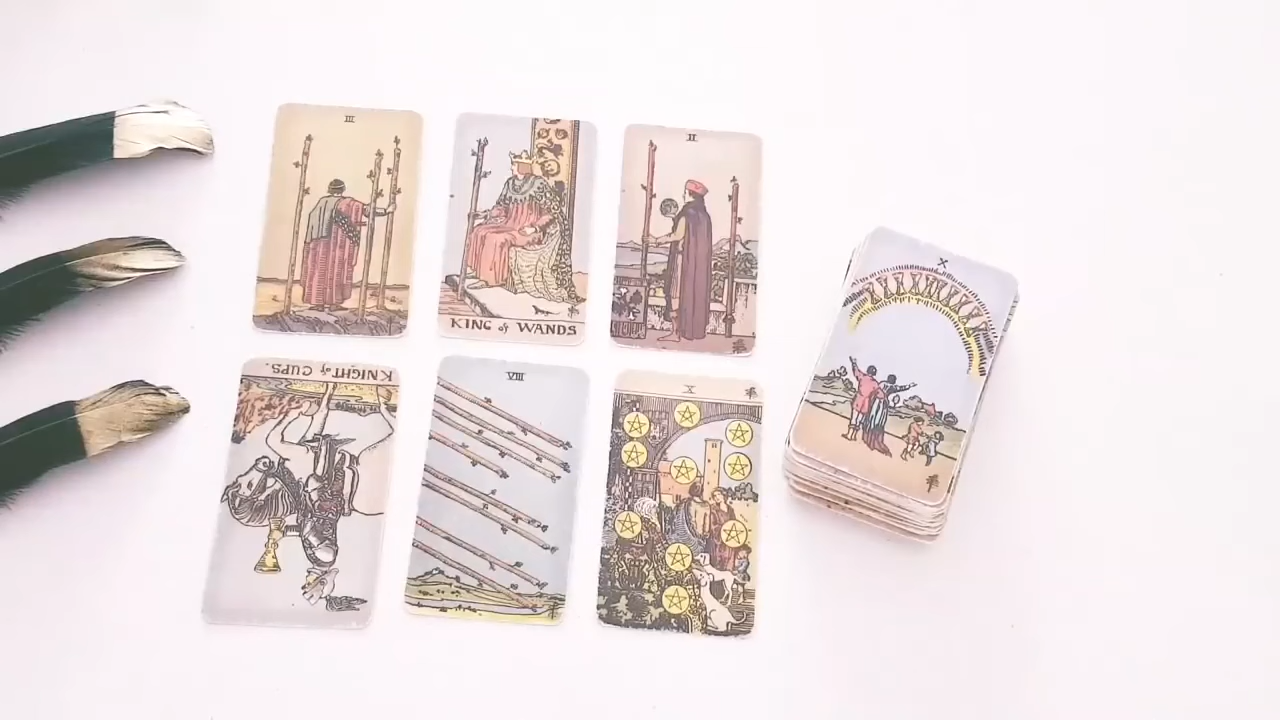 III
KING of WANDS
II
KNIGHT of CUPS.
VIII
X
X